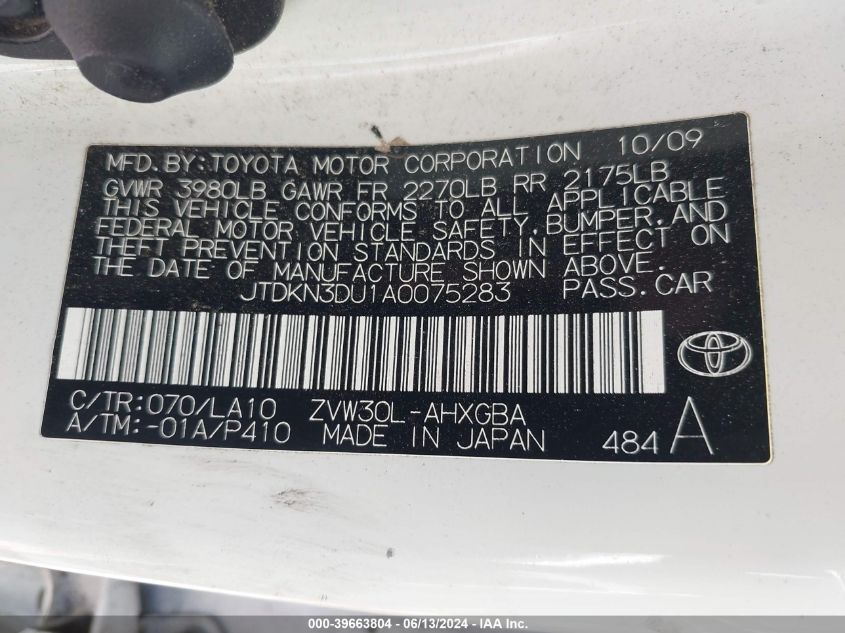 MFD. BY: TOYOTA MOTOR CORPORATION 10/09
GVWR 3980LB GAWR FR 2270LB RR 2175LB
THIS VEHICLE CONFORMS TO ALL APPLICABLE
FEDERAL MOTOR VEHICLE SAFETY, BUMPER, AND
THEFT PREVENTION STANDARDS IN EFFECT ON
THE DATE OF MANUFACTURE SHOWN ABOVE.
JTDKN3DU1A0075283 PASS. CAR
C/TR: 070/LA10 ZVW30L-AHXGBA
A/TM: -01A/P410 MADE IN JAPAN 484 A
000-39663804 - 06/13/2024 - IAA Inc.